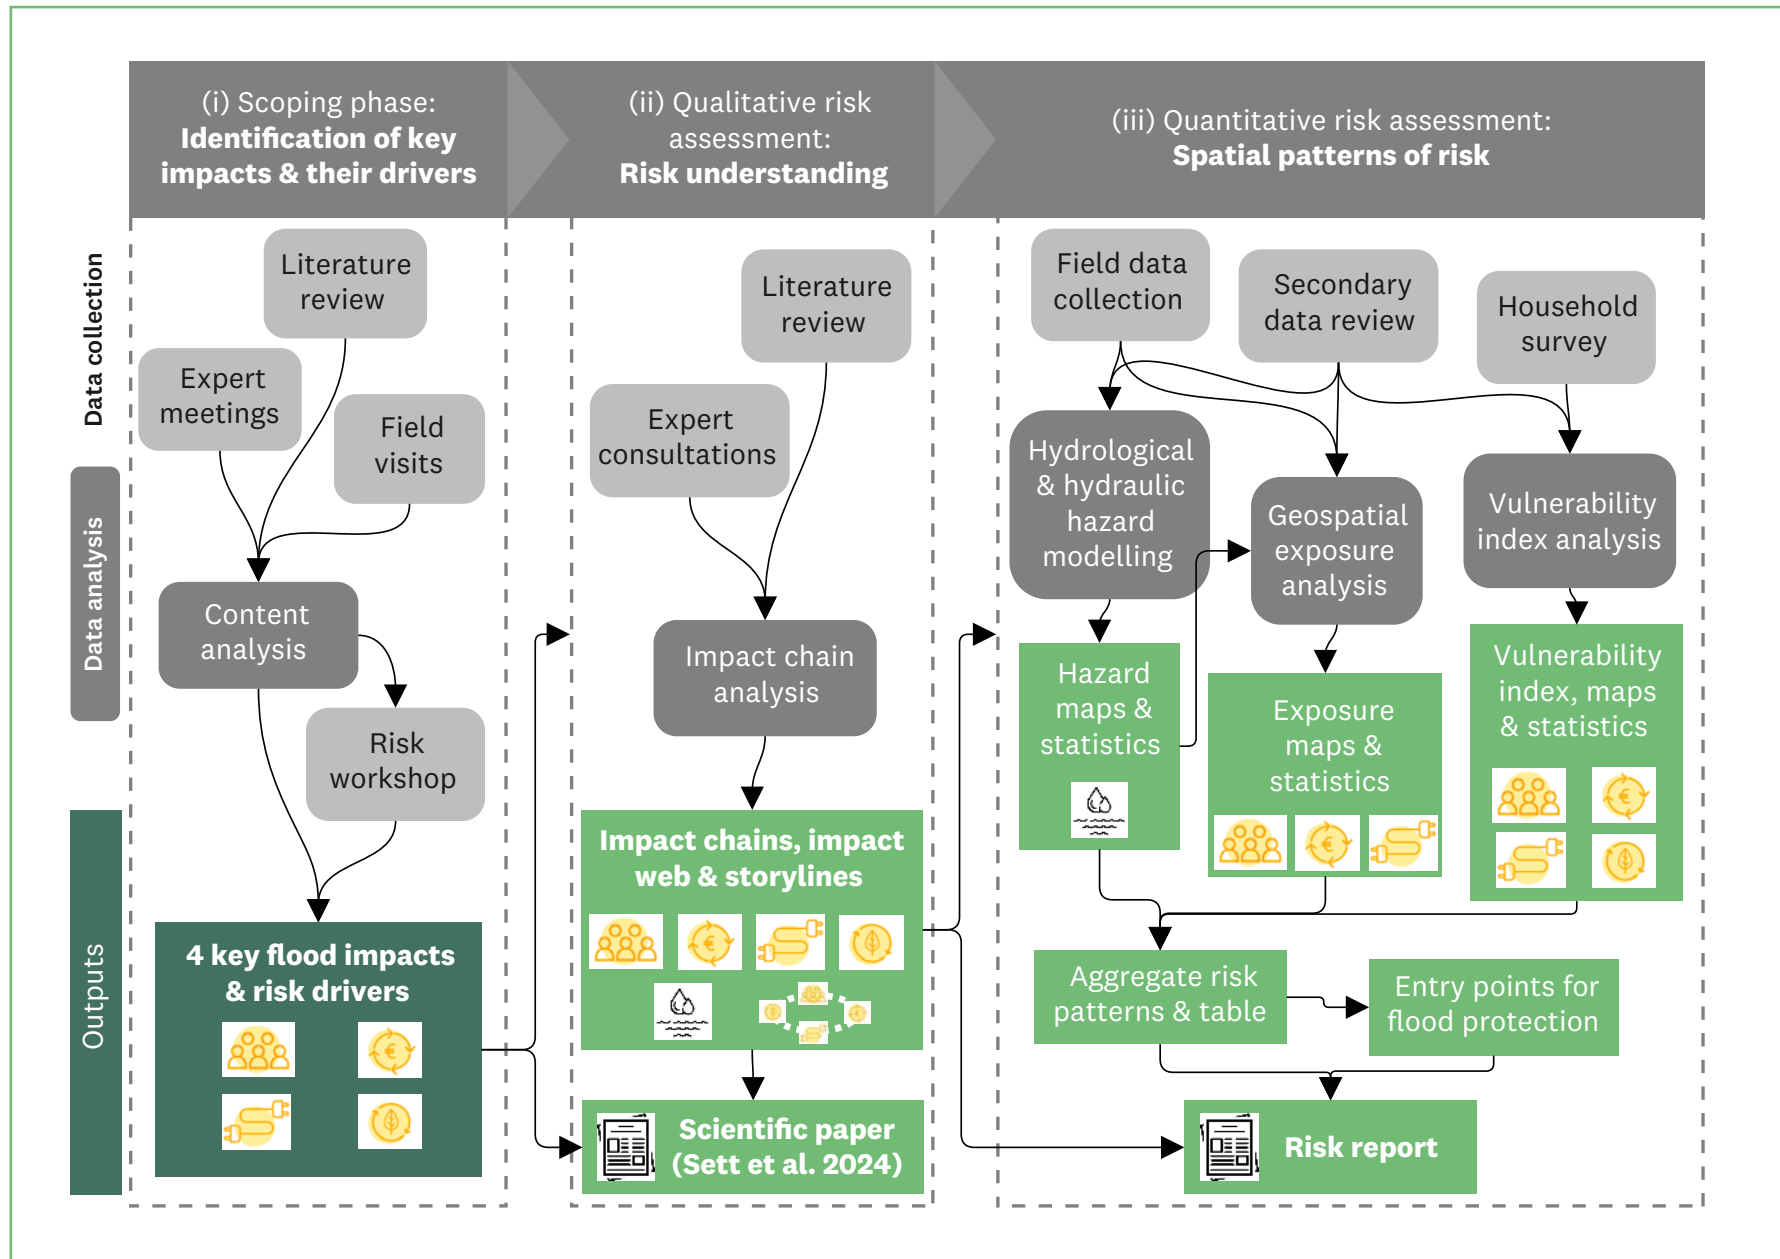 (i) Scoping phase:
Identification of key
impacts & their drivers
(ii) Qualitative risk
assessment:
Risk understanding
(iii) Quantitative risk assessment:
Spatial patterns of risk
Data collection
Data analysis
Outputs
Literature
review
Expert
meetings
Field
visits
Content
analysis
Risk
workshop
4 key flood impacts
& risk drivers
€
Literature
review
Expert
consultations
Impact chain
analysis
Impact chains, impact
web & storylines
€
Scientific paper
(Sett et al. 2024)
Field data
collection
Secondary
data review
Household
survey
Hydrological
& hydraulic
hazard
modelling
Geospatial
exposure
analysis
Vulnerability
index analysis
Hazard
maps &
statistics
Exposure
maps &
statistics
€
Vulnerability
index, maps
& statistics
€
Aggregate risk
patterns & table
Entry points for
flood protection
Risk report